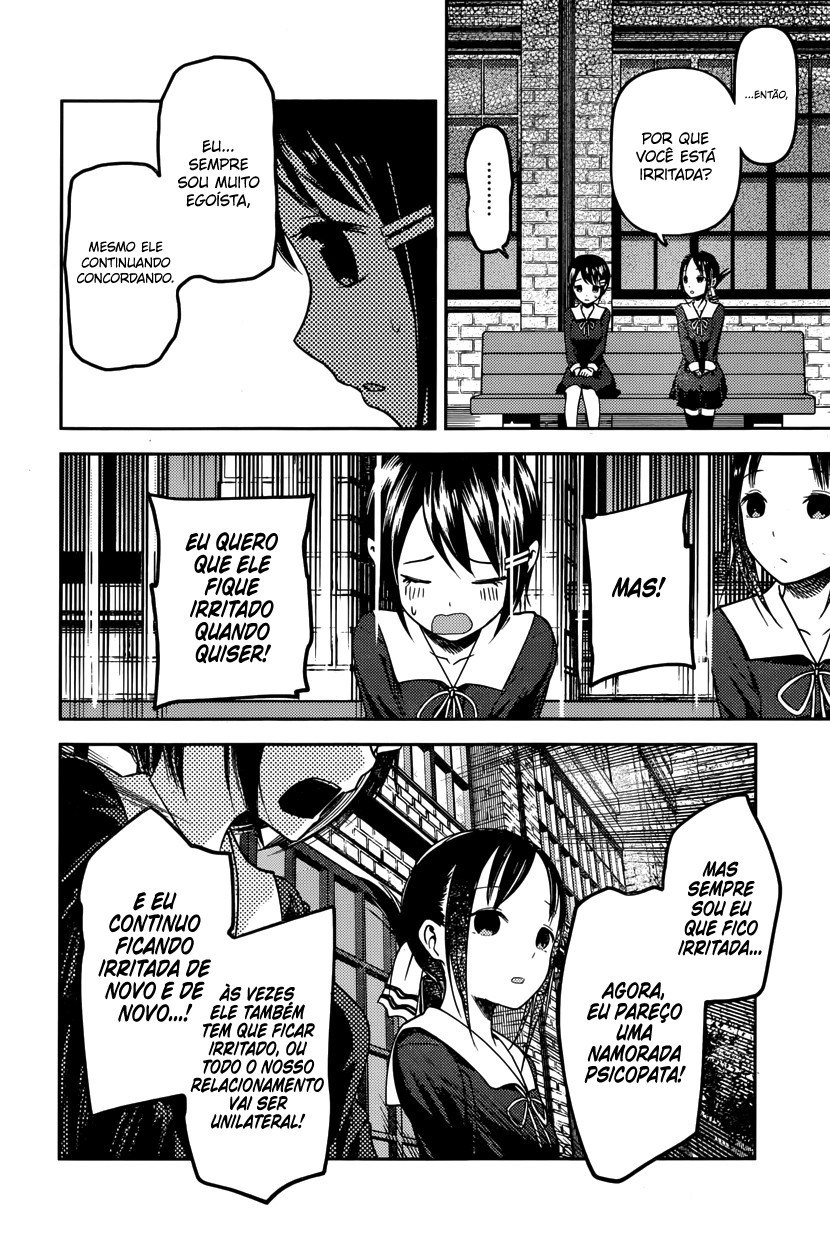 ...ENTÃO,
POR QUE
VOCÊ ESTÁ
IRRITADA?
.........
EU...
SEMPRE
SOU MUITO
EGOÍSTA,
MESMO ELE
CONTINUANDO
CONCORDANDO.
MAS!
EU QUERO
QUE ELE
FIQUE
IRRITADO
QUANDO
QUISER!
MAS
SEMPRE
SOU EU
QUE FICO
IRRITADA...
AGORA,
EU PAREÇO
UMA
NAMORADA
PSICOPATA!
ÀS VEZES
ELE TAMBÉM
TEM QUE FICAR
IRRITADO, OU
TODO O NOSSO
RELACIONAMENTO
VAI SER
UNILATERAL!
E EU
CONTINUO
FICANDO
IRRITADA DE
NOVO E DE
NOVO...!